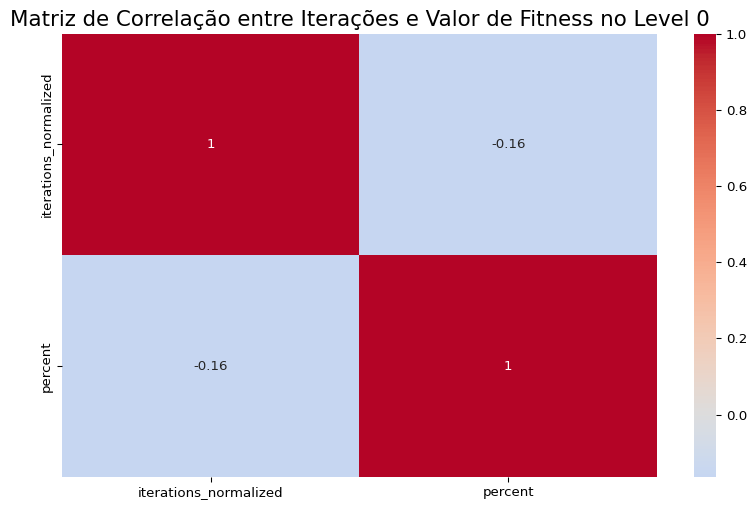 Matriz de Correlação entre Iterações e Valor de Fitness no Level 0
iterations_normalized
percent
1
-0.16
-0.16
1
iterations_normalized
percent
1.0
0.8
0.6
0.4
0.2
0.0